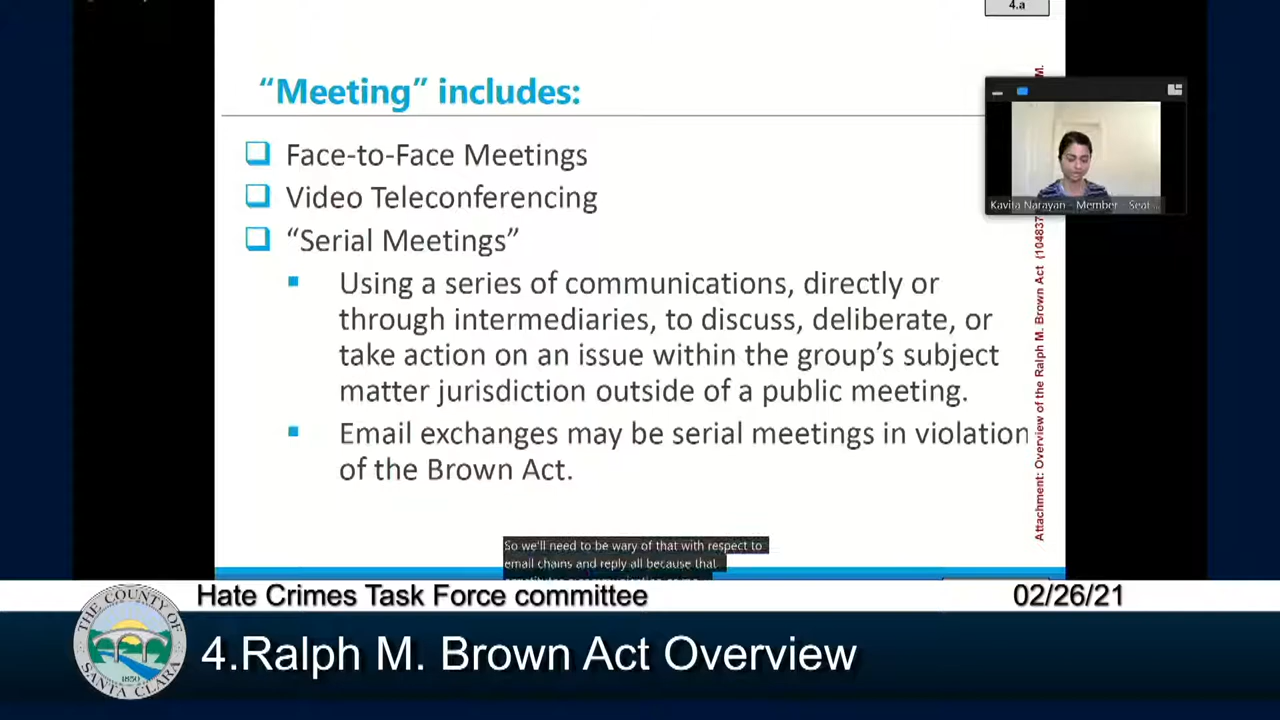 4.a
“Meeting” includes:
Face-to-Face Meetings
Video Teleconferencing
“Serial Meetings”
Using a series of communications, directly or
through intermediaries, to discuss, deliberate, or
take action on an issue within the group’s subject
matter jurisdiction outside of a public meeting.
Email exchanges may be serial meetings in violation
of the Brown Act.
Kavita Narayan - Member - Seat ...
Attachment: Overview of the Ralph M. Brown Act (104837
M.
So we'll need to be wary of that with respect to
email chains and reply all because that
Hate Crimes Task Force committee
02/26/21
THE COUNTY OF
SANTA CLARA
1850
4.Ralph M. Brown Act Overview